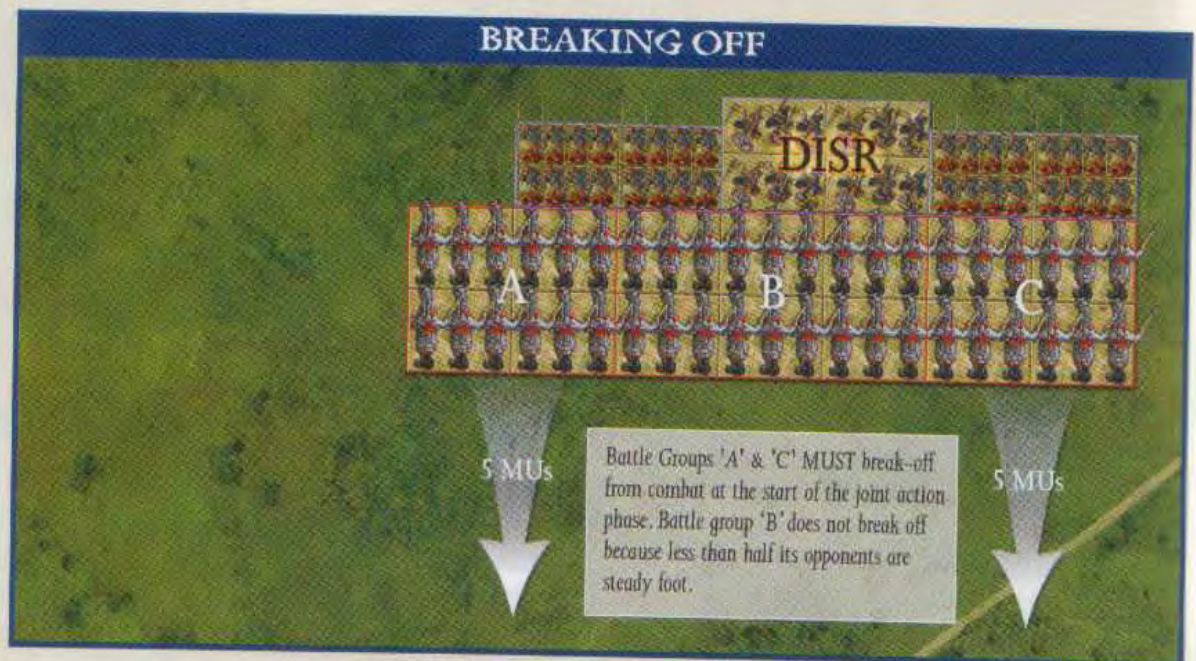 BREAKING OFF
DISR
A
B
C
5 MUs
5 MUs
Battle Groups 'A' & 'C' MUST break-off
from combat at the start of the joint action
phase. Battle group 'B' does not break off
because less than half its opponents are
steady foot.